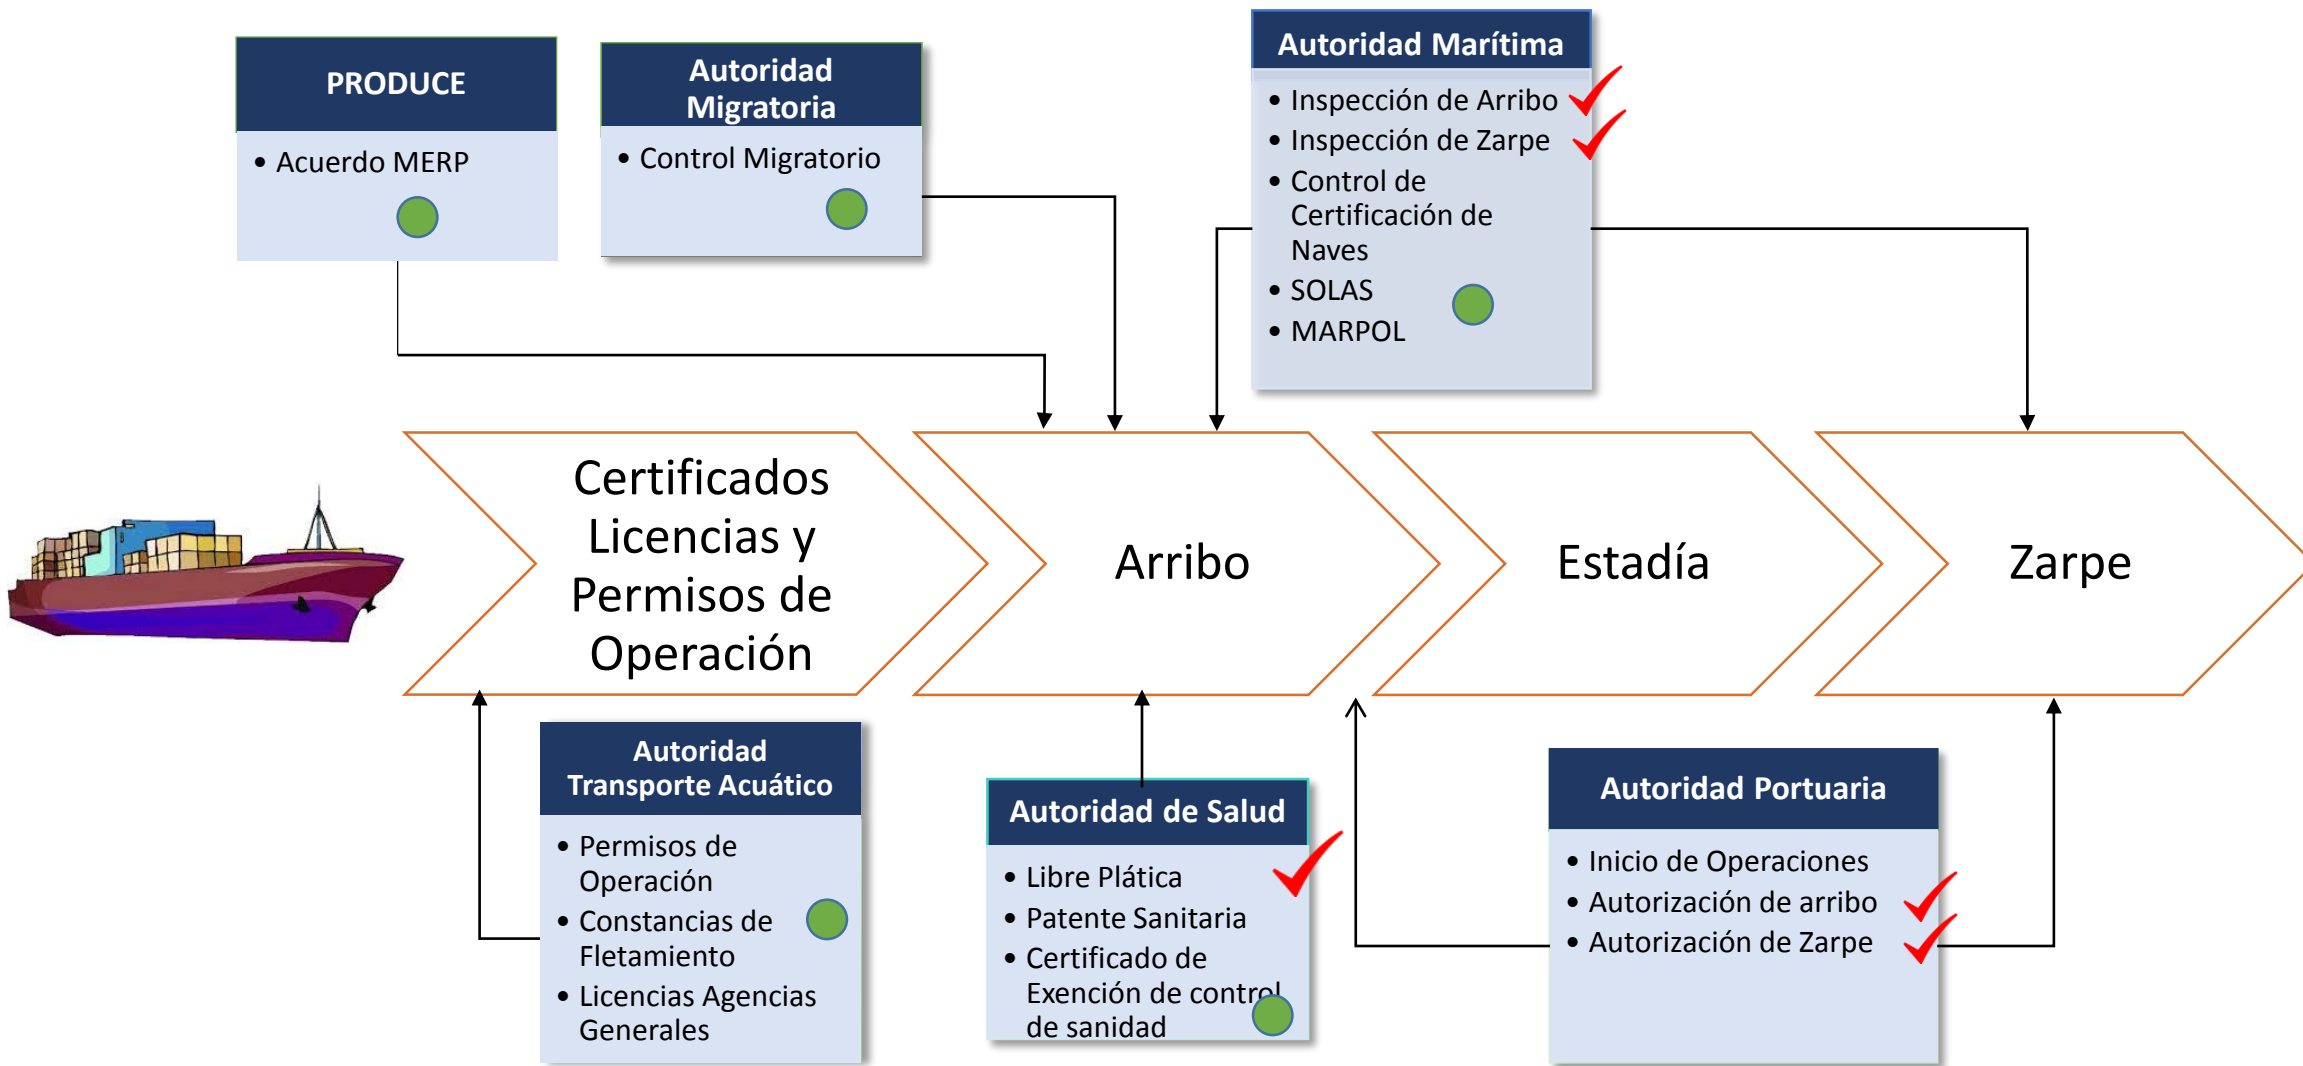 PRODUCE
• Acuerdo MERP
Autoridad
Migratoria
• Control Migratorio
Autoridad Marítima
• Inspección de Arribo
• Inspección de Zarpe
• Control de
Certificación de
Naves
• SOLAS
• MARPOL
Certificados
Licencias y
Permisos de
Operación
Arribo
Estadía
Zarpe
Autoridad
Transporte Acuático
• Permisos de
Operación
• Constancias de
Fletamiento
• Licencias Agencias
Generales
Autoridad de Salud
• Libre Plática
• Patente Sanitaria
• Certificado de
Exención de control
de sanidad
Autoridad Portuaria
• Inicio de Operaciones
• Autorización de arribo
• Autorización de Zarpe